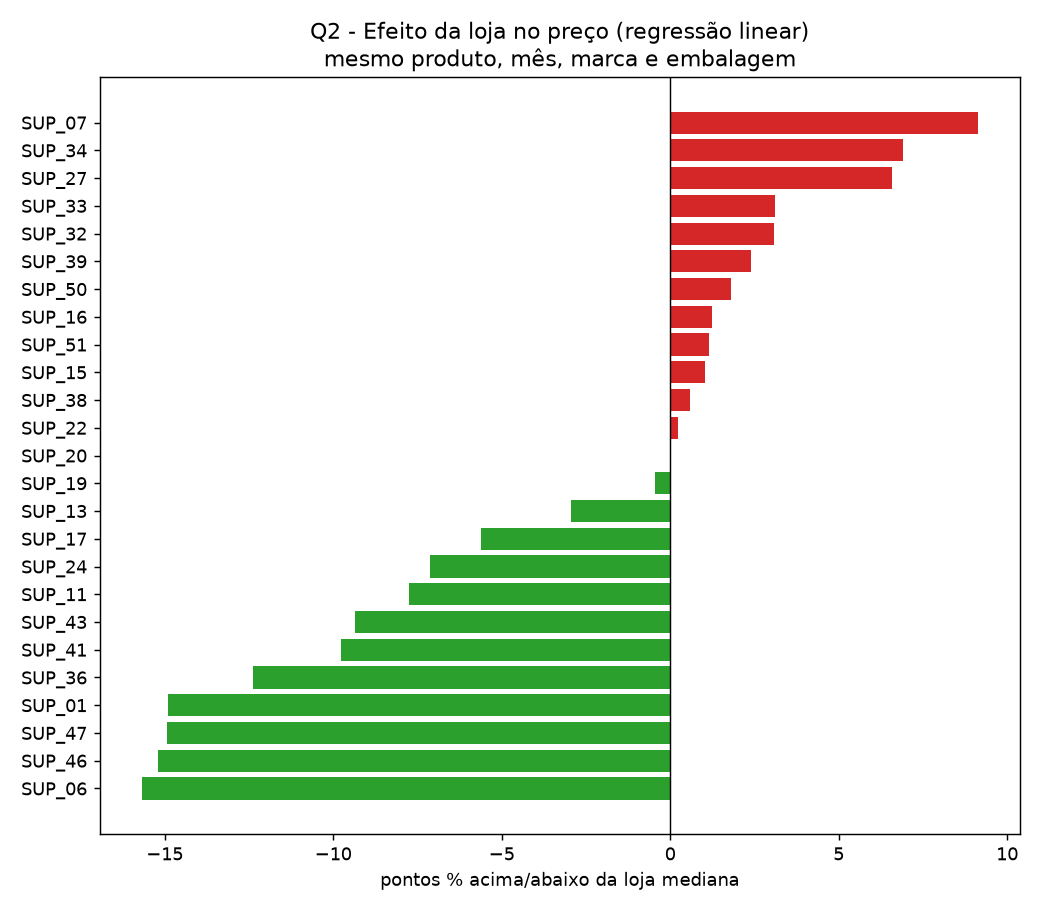 Q2 - Efeito da loja no preço (regressão linear)
mesmo produto, mês, marca e embalagem
SUP_07
SUP_34
SUP_27
SUP_33
SUP_32
SUP_39
SUP_50
SUP_16
SUP_51
SUP_15
SUP_38
SUP_22
SUP_20
SUP_19
SUP_13
SUP_17
SUP_24
SUP_11
SUP_43
SUP_41
SUP_36
SUP_01
SUP_47
SUP_46
SUP_06
−15 −10 −5 0 5 10
pontos % acima/abaixo da loja mediana